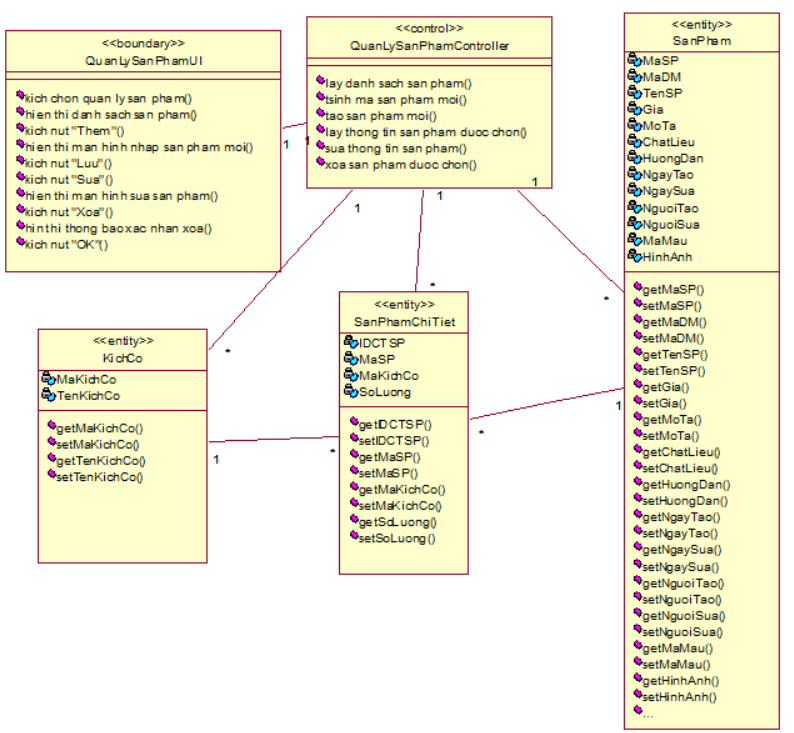 <<boundary>>
QuanLySanPhamUI
kich chon quan ly san pham()
hien thi danh sach san pham()
kich nut "Them"()
hien thi man hinh nhap san pham moi()
kich nut "Luu"()
kich nut "Sua"()
hien thi man hinh sua san pham()
kich nut "Xoa"()
hin thi thong bao xac nhan xoa()
kich nut "OK"()
1
1
<<control>>
QuanLySanPhamController
lay danh sach san pham()
tsinh ma san pham moi()
tao san pham moi()
lay thong tin san pham duoc chon()
sua thong tin san pham()
xoa san pham duoc chon()
1
1
1
*
*
*
<<entity>>
KichCo
MaKichCo
TenKichCo
getMaKichCo()
setMaKichCo()
getTenKichCo()
setTenKichCo()
1
*
<<entity>>
SanPhamChiTiet
IDCTSP
MaSP
MaKichCo
SoLuong
getIDCTSP()
setIDCTSP()
getMaSP()
setMaSP()
getMaKichCo()
setMaKichCo()
getSoLuong()
setSoLuong()
*
1
<<entity>>
SanPham
MaSP
MaDM
TenSP
Gia
MoTa
ChatLieu
HuongDan
NgayTao
NgaySua
NguoiTao
NguoiSua
MaMau
HinhAnh
getMaSP()
setMaSP()
getMaDM()
setMaDM()
getTenSP()
setTenSP()
getGia()
setGia()
getMoTa()
setMoTa()
getChatLieu()
setChatLieu()
getHuongDan()
setHuongDan()
getNgayTao()
setNgayTao()
getNgaySua()
setNgaySua()
getNguoiTao()
setNguoiTao()
getNguoiSua()
setNguoiSua()
getMaMau()
setMaMau()
getHinhAnh()
setHinhAnh()
...